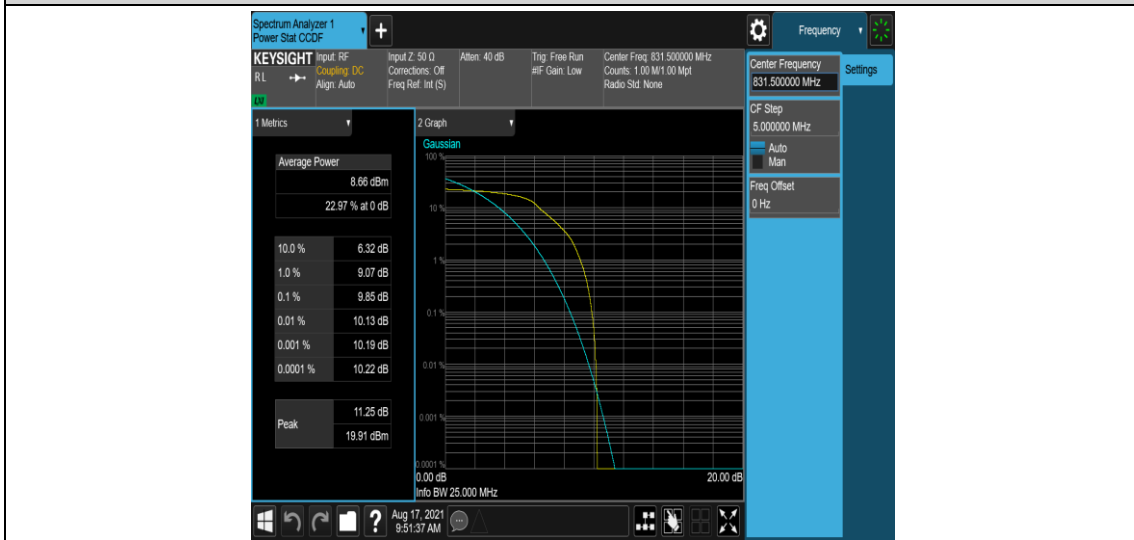 Spectrum Analyzer 1
Power Stat CCDF
+
Frequency
KEYSIGHT
RL
Input: RF
Coupling: DC
Align: Auto
Input Z: 50 Ω
Corrections: Off
Freq Ref: Int (S)
Atten: 40 dB
Trig: Free Run
#IF Gain: Low
Center Freq: 831.500000 MHz
Counts: 1.00 M/1.00 Mpt
Radio Std: None
Center Frequency
831.500000 MHz
Settings
CF Step
5.000000 MHz
Auto
Man
Freq Offset
0 Hz
1 Metrics
Average Power
8.66 dBm
22.97 % at 0 dB
10.0 % 6.32 dB
1.0 % 9.07 dB
0.1 % 9.85 dB
0.01 % 10.13 dB
0.001 % 10.19 dB
0.0001 % 10.22 dB
Peak
11.25 dB
19.91 dBm
2 Graph
Gaussian
100 %
10 %
1 %
0.1 %
0.01 %
0.001 %
0.0001 %
0.00 dB 20.00 dB
Info BW 25.000 MHz
?
Aug 17, 2021
9:51:37 AM